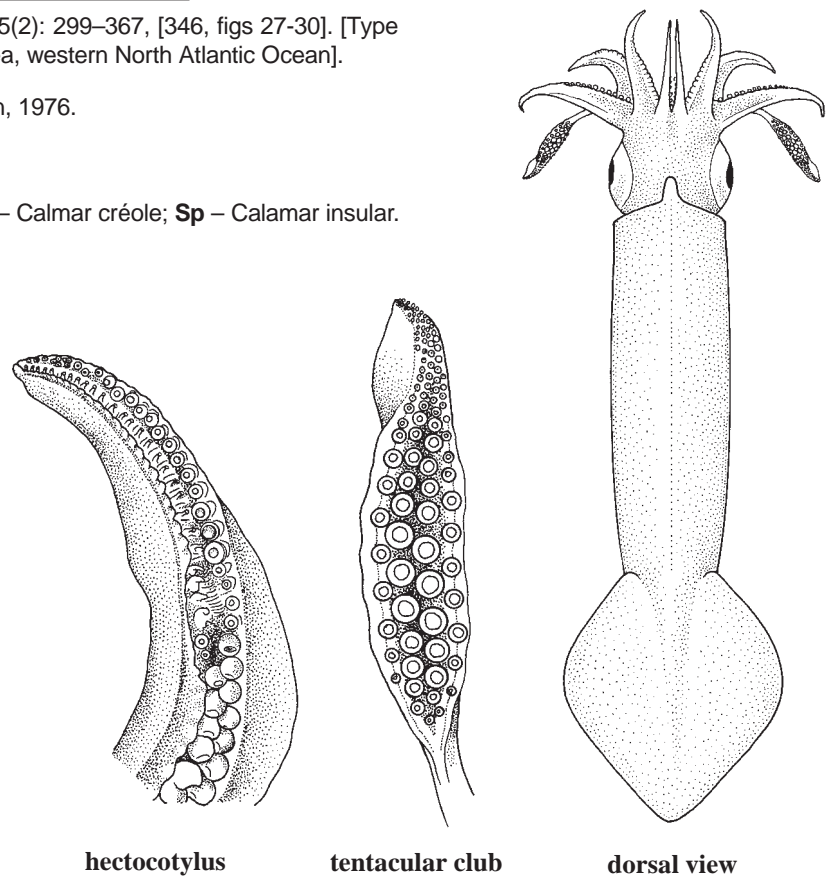 5(2): 299–367, [346, figs 27-30]. [Type
a, western North Atlantic Ocean].
, 1976.
– Calmar créole; Sp – Calamar insular.
hectocotylus
tentacular club
dorsal view